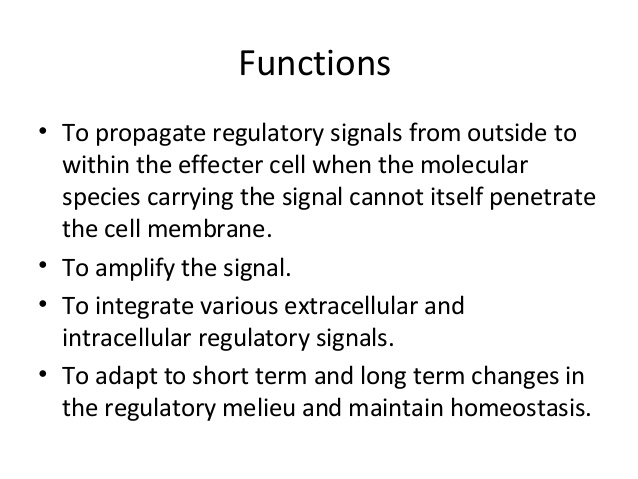 Functions
• To propagate regulatory signals from outside to
within the effecter cell when the molecular
species carrying the signal cannot itself penetrate
the cell membrane.
• To amplify the signal.
• To integrate various extracellular and
intracellular regulatory signals.
• To adapt to short term and long term changes in
the regulatory melieu and maintain homeostasis.